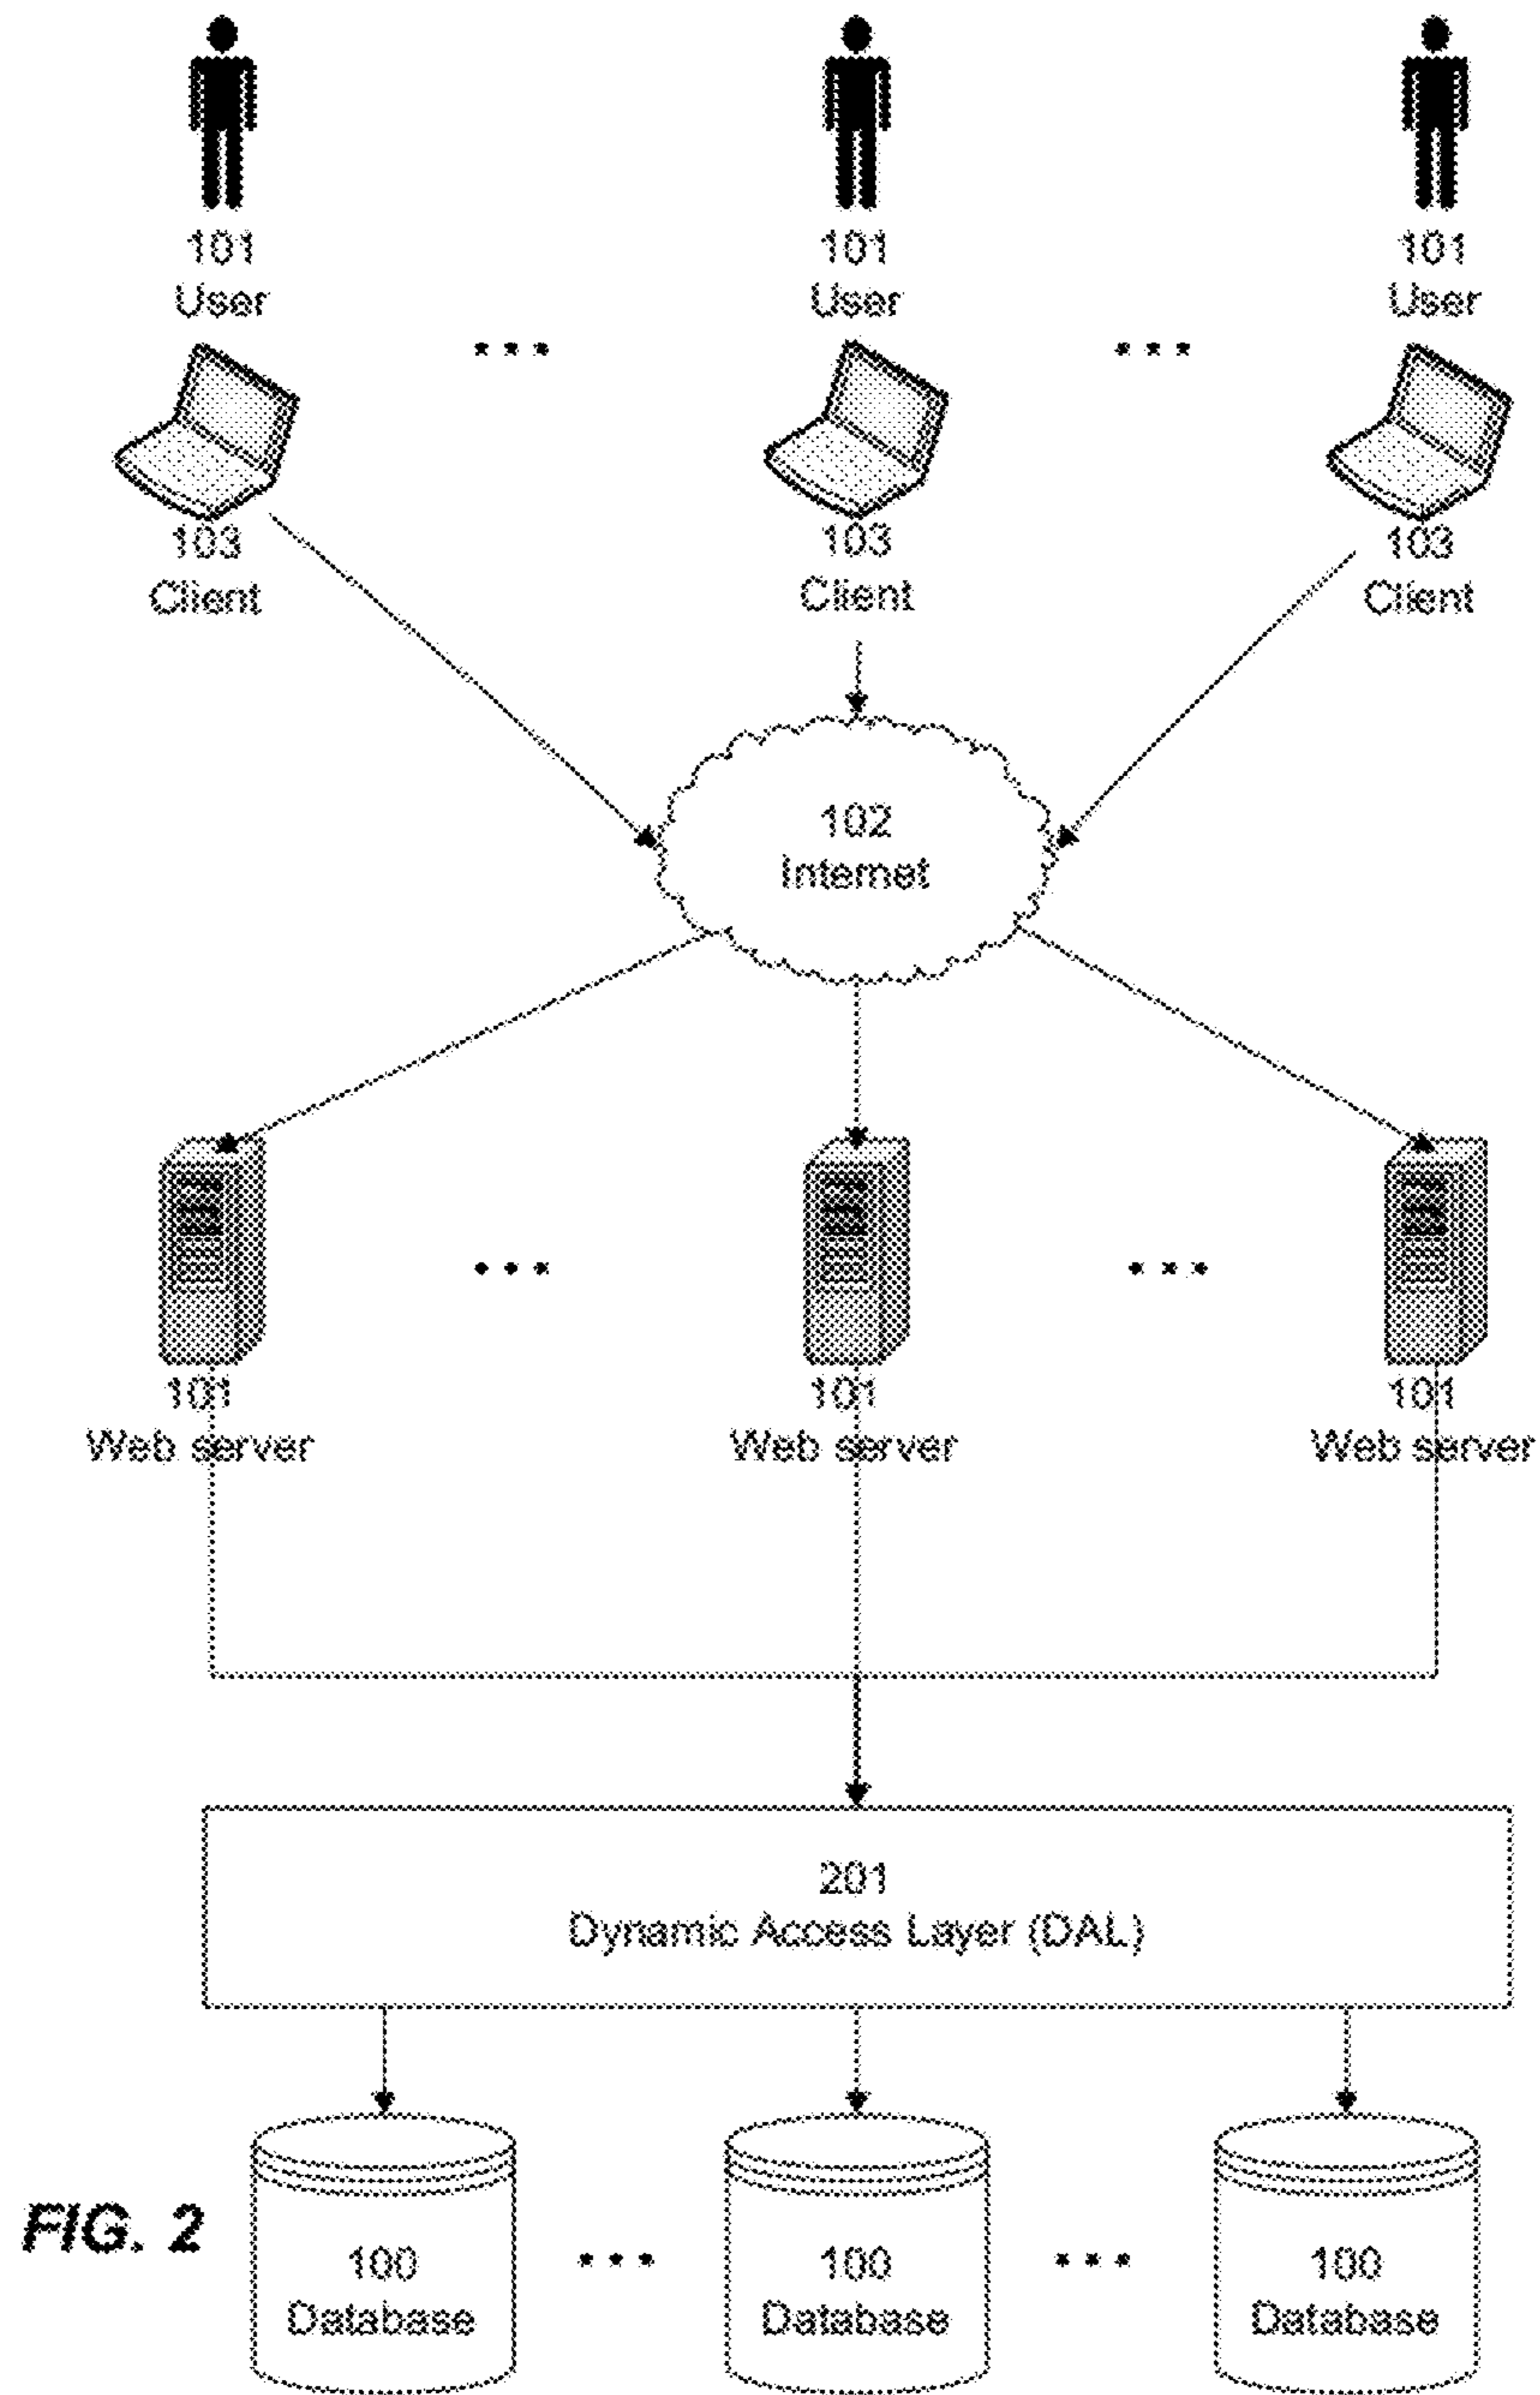 101 101 101
User User User
... ...
103 103 103
Client Client Client
102
Internet
... ...
101 101 101
Web server Web server Web server
201
Dynamic Access Layer (DAL)
FIG. 2
... ...
100 100 100
Database Database Database